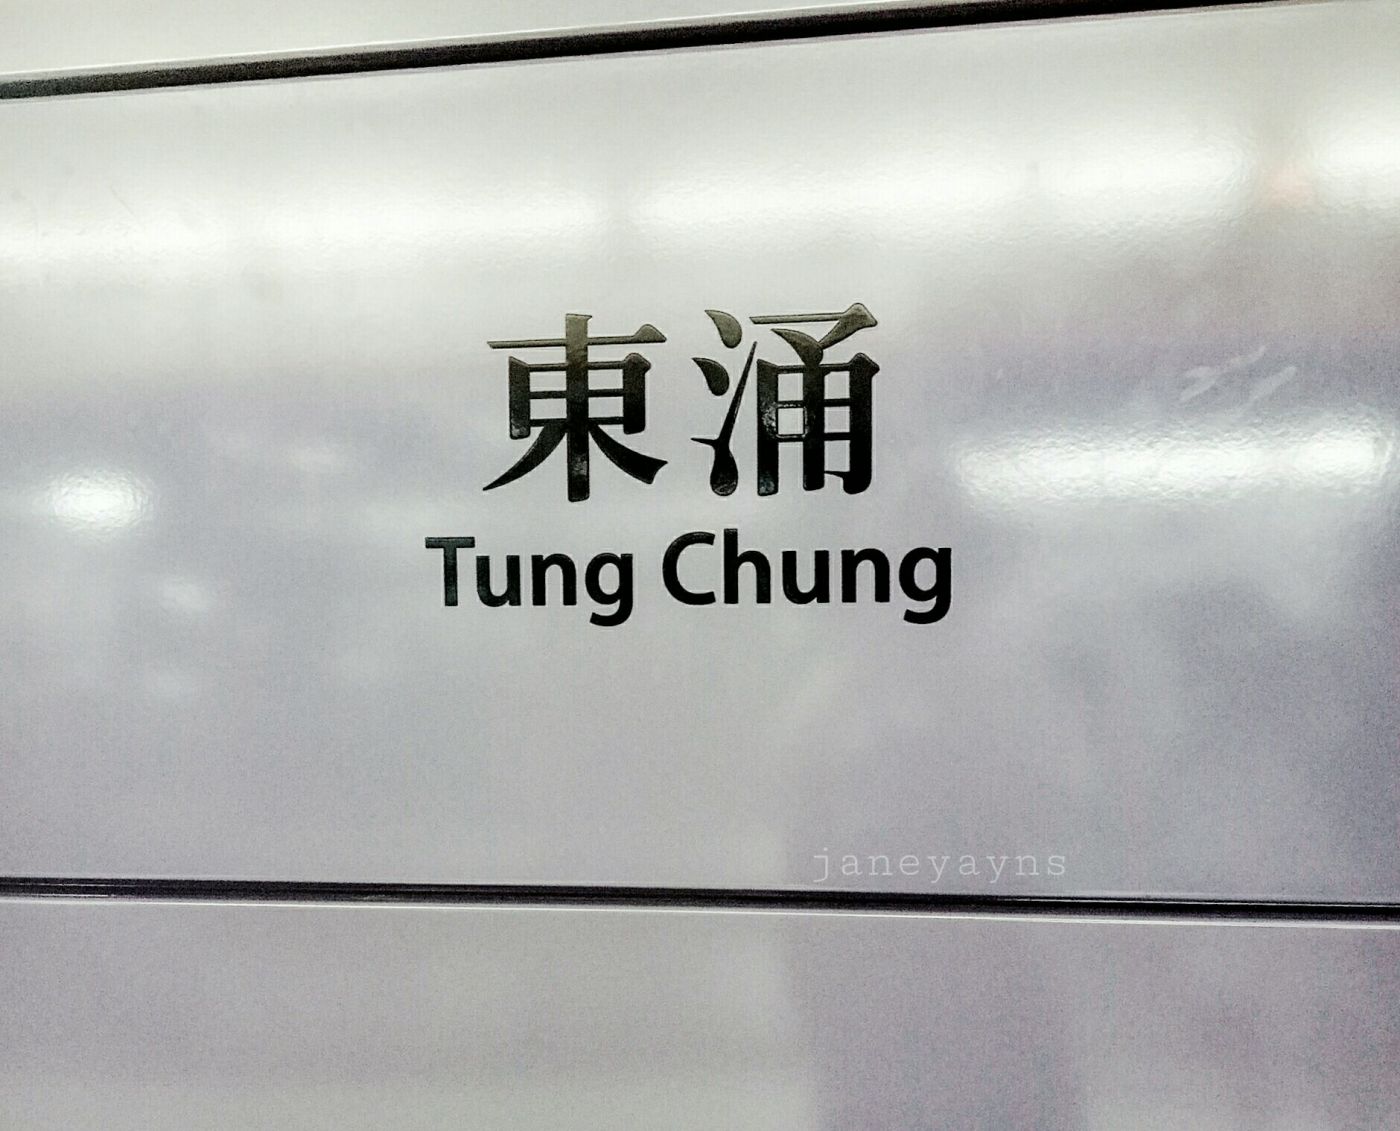 東涌
Tung Chung
janeyayns